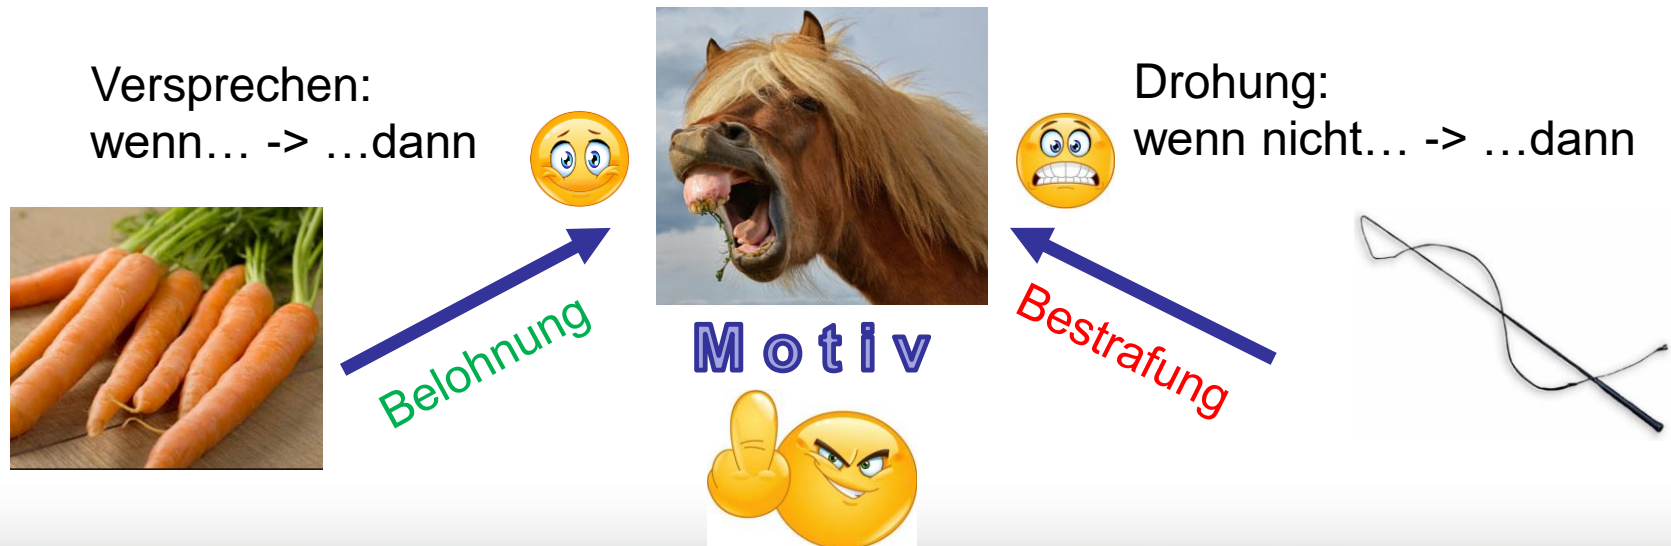 Versprechen:
wenn… -> …dann
Drohung:
wenn nicht… -> …dann
Belohnung
Motiv
Bestrafung